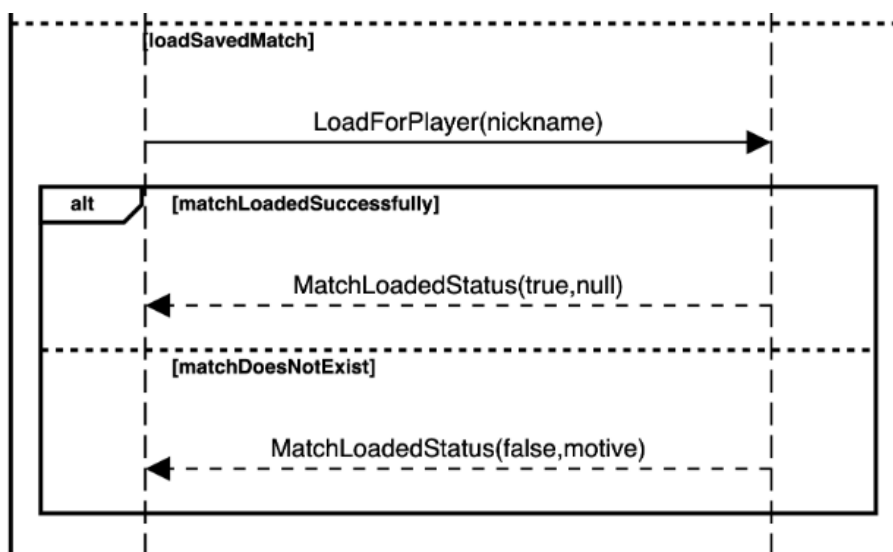 [loadSavedMatch]
LoadForPlayer(nickname)
alt
[matchLoadedSuccessfully]
MatchLoadedStatus(true,null)
[matchDoesNotExist]
MatchLoadedStatus(false,motive)